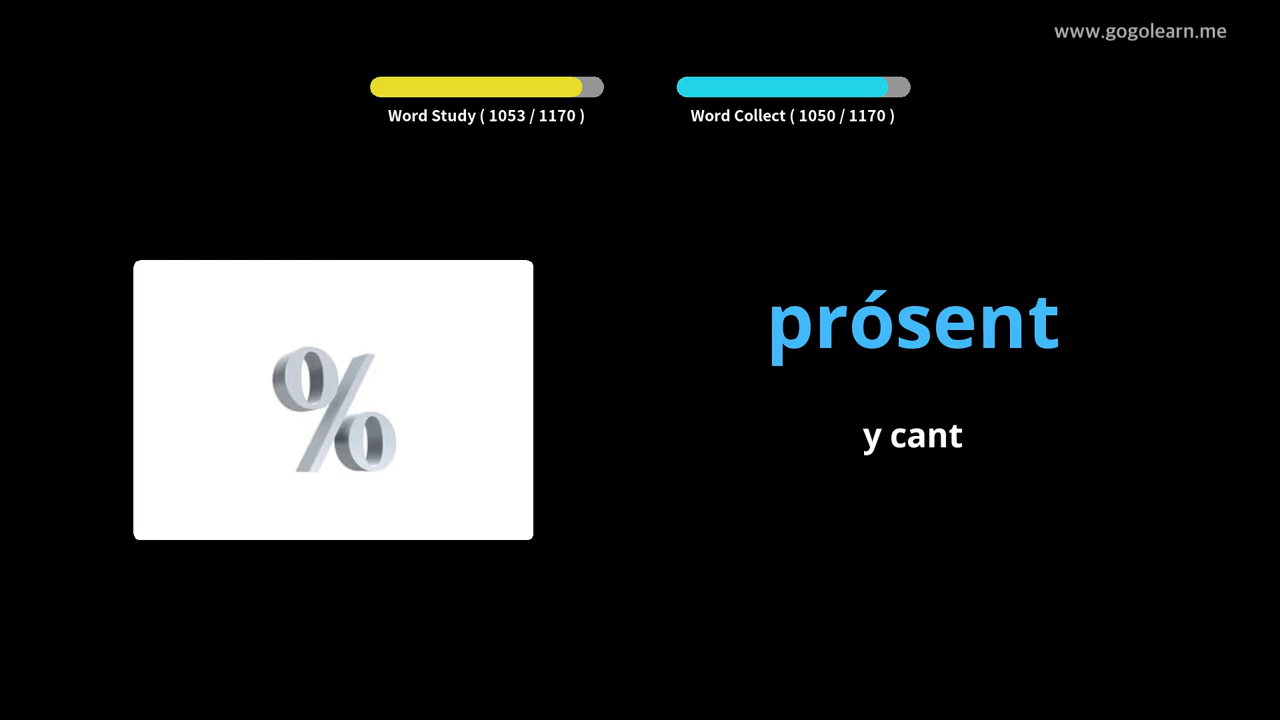 www.gogolearn.me
Word Study ( 1053 / 1170 )
Word Collect ( 1050 / 1170 )
%
prósent
y cant